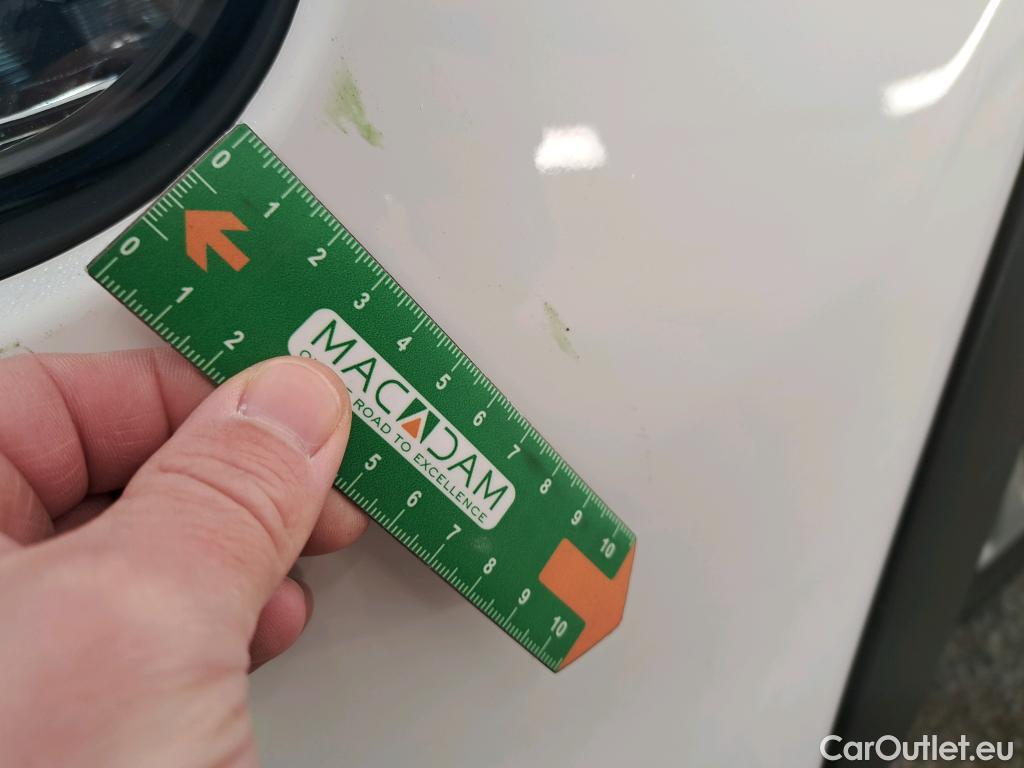 0 1 2 3 4 5 6 7 8 9 10
MACADAM
ROAD TO EXCELLENCE
0 1 2 5 6 7 8 9 10
CarOutlet.eu